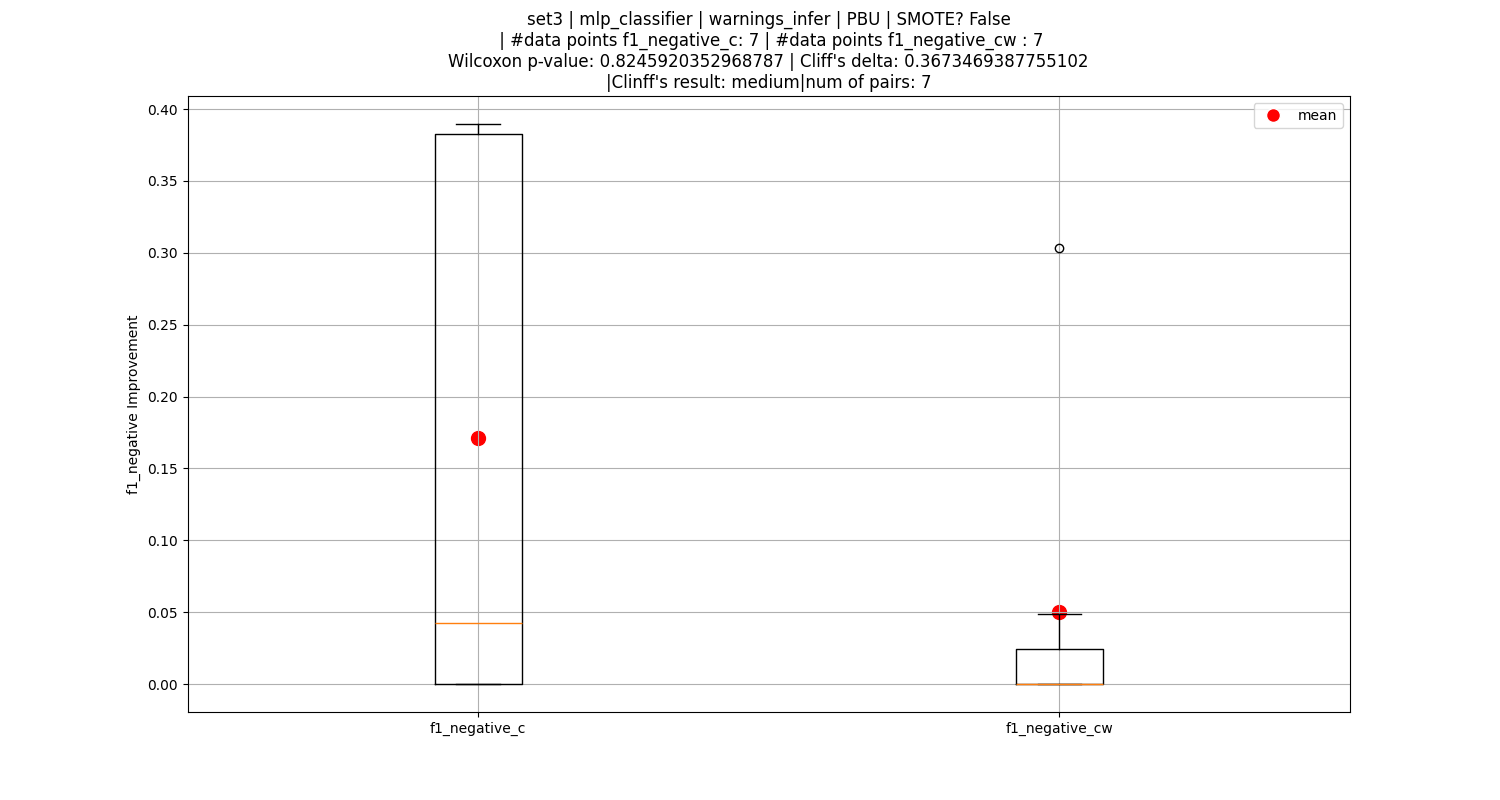 set3 | mlp_classifier | warnings_infer | PBU | SMOTE? False
| #data points f1_negative_c: 7 | #data points f1_negative_cw : 7
Wilcoxon p-value: 0.8245920352968787 | Cliff's delta: 0.3673469387755102
|Clinff's result: medium|num of pairs: 7
mean
0.40
0.35
0.30
0.25
0.20
0.15
0.10
0.05
0.00
f1_negative Improvement
f1_negative_c
f1_negative_cw